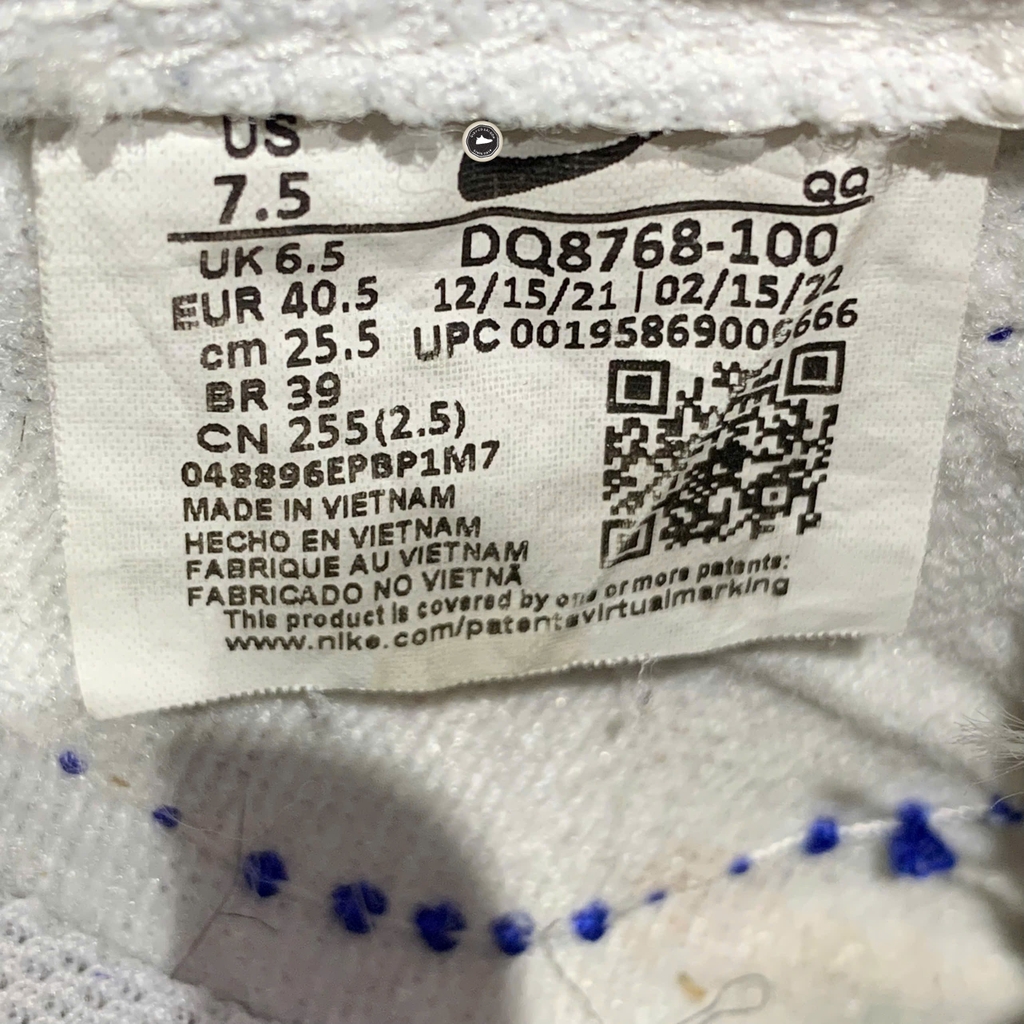 US
7.5
QQ
UK 6.5
DQ8768-100
EUR 40.5
12/15/21 | 02/15/22
cm 25.5
UPC 00195869006666
BR 39
CN 255(2.5)
048896EPBP1M7
MADE IN VIETNAM
HECHO EN VIETNAM
FABRIQUE AU VIETNAM
FABRICADO NO VIETNÃ
This product is covered by one or more patents:
www.nike.com/patentsvirtualmarking